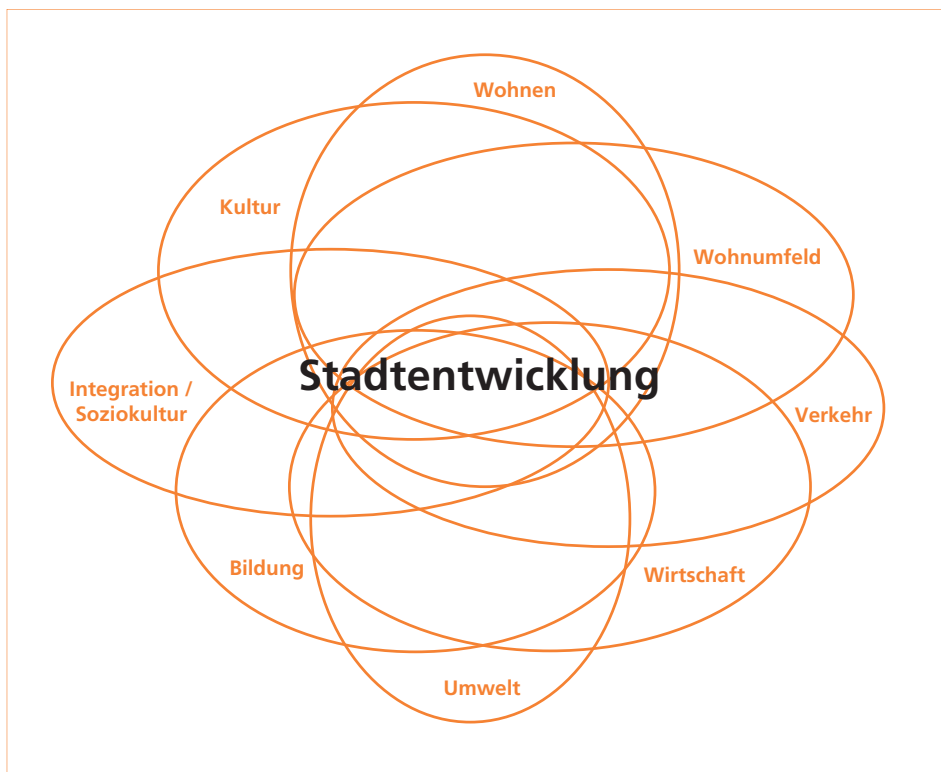 Wohnen
Kultur
Wohnumfeld
Stadtentwicklung
Integration /
Soziokultur
Verkehr
Bildung
Wirtschaft
Umwelt